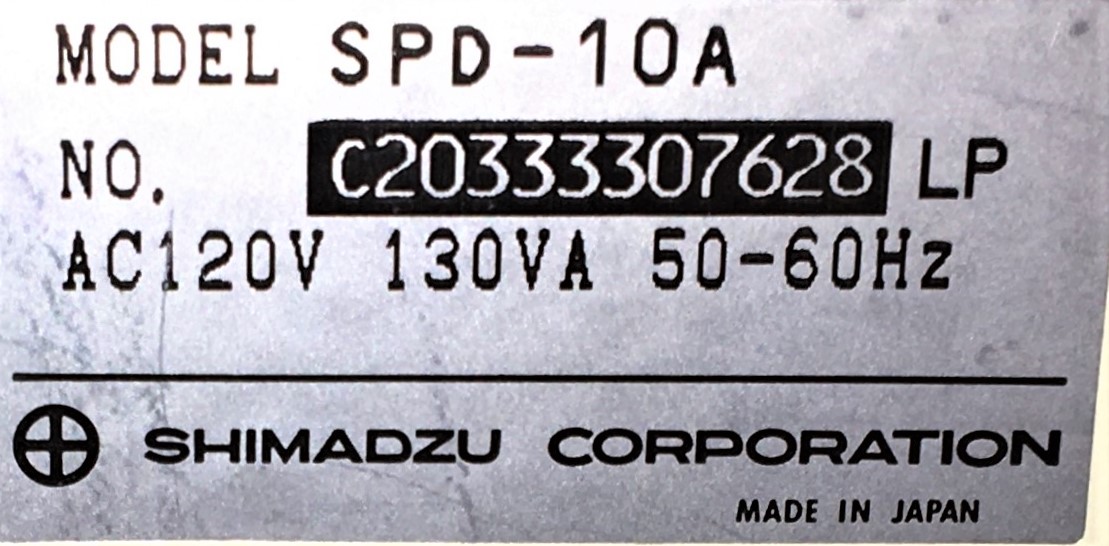 MODEL SPD-10A
NO. C20333307628 LP
AC120V 130VA 50-60Hz
SHIMADZU CORPORATION
MADE IN JAPAN